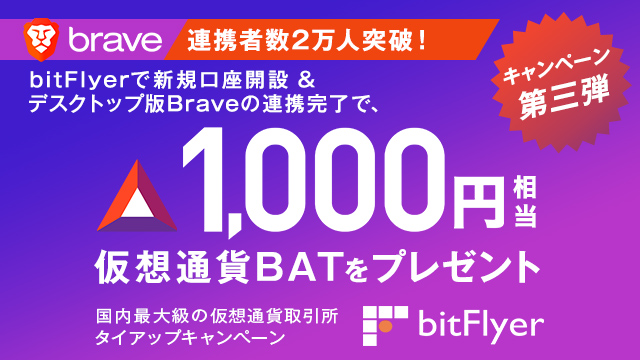 brave 連携者数2万人突破！
キャンペーン
第三弾
bitFlyerで新規口座開設 &
デスクトップ版Braveの連携完了で、
1,000円相当
仮想通貨BATをプレゼント
国内最大級の仮想通貨取引所
タイアップキャンペーン
bitFlyer